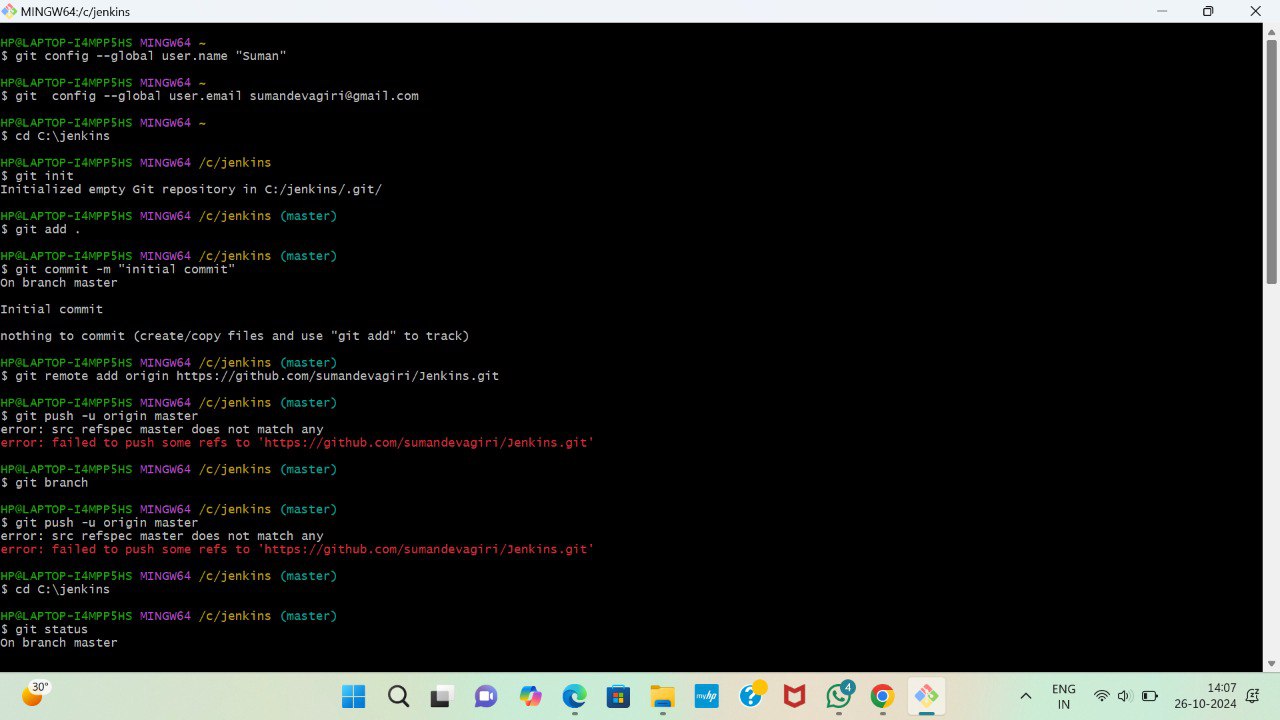 MINGW64:/c/jenkins
HP@LAPTOP-I4MPP5HS MINGW64 ~
$ git config --global user.name "Suman"
HP@LAPTOP-I4MPP5HS MINGW64 ~
$ git  config --global user.email sumandevagiri@gmail.com
HP@LAPTOP-I4MPP5HS MINGW64 ~
$ cd C:\jenkins
HP@LAPTOP-I4MPP5HS MINGW64 /c/jenkins
$ git init
Initialized empty Git repository in C:/jenkins/.git/
HP@LAPTOP-I4MPP5HS MINGW64 /c/jenkins (master)
$ git add .
HP@LAPTOP-I4MPP5HS MINGW64 /c/jenkins (master)
$ git commit -m "initial commit"
On branch master
Initial commit
nothing to commit (create/copy files and use "git add" to track)
HP@LAPTOP-I4MPP5HS MINGW64 /c/jenkins (master)
$ git remote add origin https://github.com/sumandevagiri/Jenkins.git
HP@LAPTOP-I4MPP5HS MINGW64 /c/jenkins (master)
$ git push -u origin master
error: src refspec master does not match any
error: failed to push some refs to 'https://github.com/sumandevagiri/Jenkins.git'
HP@LAPTOP-I4MPP5HS MINGW64 /c/jenkins (master)
$ git branch
HP@LAPTOP-I4MPP5HS MINGW64 /c/jenkins (master)
$ git push -u origin master
error: src refspec master does not match any
error: failed to push some refs to 'https://github.com/sumandevagiri/Jenkins.git'
HP@LAPTOP-I4MPP5HS MINGW64 /c/jenkins (master)
$ cd C:\jenkins
HP@LAPTOP-I4MPP5HS MINGW64 /c/jenkins (master)
$ git status
On branch master
30°
myhp
4
ENG
IN
14:07
26-10-2024